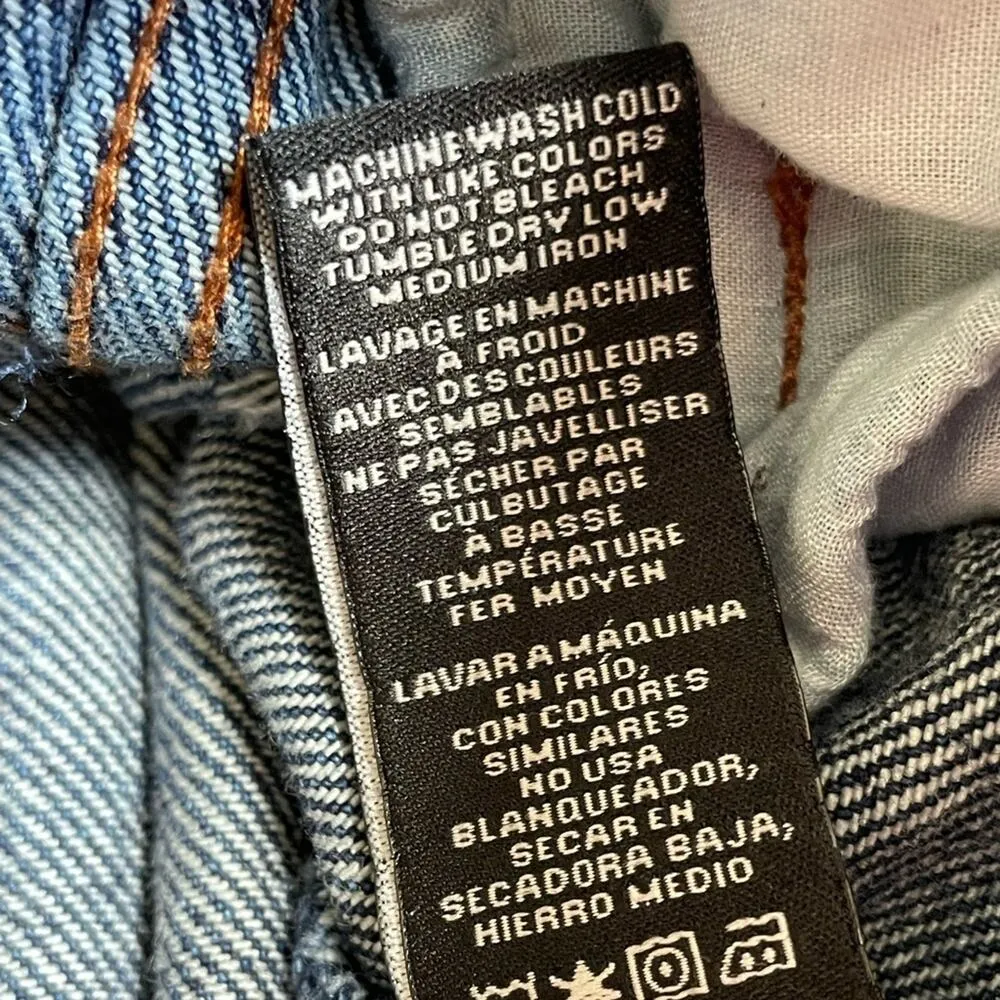 MACHINE WASH COLD
WITH LIKE COLORS
DO NOT BLEACH
TUMBLE DRY LOW
MEDIUM IRON
LAVAGE EN MACHINE
À FROID
AVEC DES COULEURS
SEMBLABLES
NE PAS JAVELLISER
SÉCHER PAR
CULBUTAGE
A BASSE
TEMPÉRATURE
FER MOYEN
LAVAR A MÁQUINA
EN FRÍO,
CON COLORES
SIMILARES
NO USA
BLANQUEADOR,
SECAR EN
SECADORA BAJA,
HIERRO MEDIO